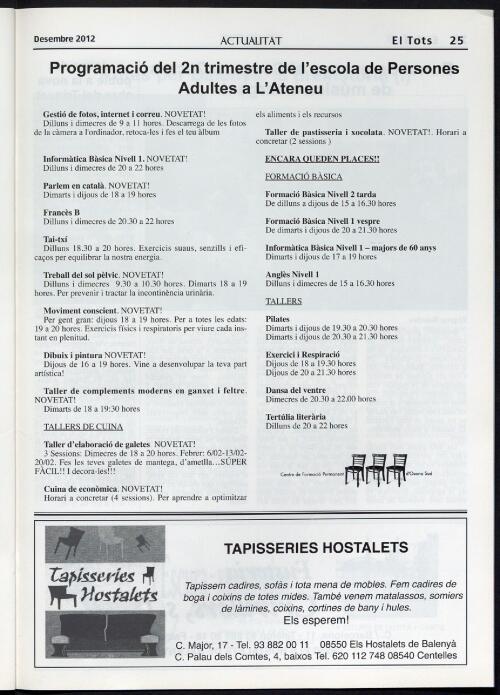 Desembre 2012
ACTUALITAT
El Tots 25
Programació del 2n trimestre de l'escola de Persones
Adultes a L'Ateneu
Gestió de fotos, internet i correu. NOVETAT!
Dilluns i dimecres de 9 a 11 hores. Descarrega de les fotos
de la càmera a l'ordinador, retoca-les i fes el teu àlbum
Informàtica Bàsica Nivell 1. NOVETAT!
Dilluns i dimecres de 20 a 22 hores
Parlem en català. NOVETAT!
Dimarts i dijous de 18 a 19 hores
Francès B
Dilluns i dimecres de 20.30 a 22 hores
Tai-txí
Dilluns 18.30 a 20 hores. Exercicis suaus, senzills i efi-
caços per equilibrar la nostra energia.
Treball del sol pèlvic. NOVETAT!
Dilluns i dimecres 9.30 a 10.30 hores. Dimarts 18 a 19
hores. Per prevenir i tractar la incontinència urinària.
Moviment conscient. NOVETAT!
Per gent gran: dijous 18 a 19 hores. Per a totes les edats:
19 a 20 hores. Exercicis físics i respiratoris per viure cada ins-
tant en plenitud.
Dibuix i pintura NOVETAT!
Dijous de 16 a 19 hores. Vine a desenvolupar la teva part
artística!
Taller de complements moderns en ganxet i feltre.
NOVETAT!
Dimarts de 18 a 19:30 hores
TALLERS DE CUINA
Taller d'elaboració de galetes NOVETAT!
3 Sessions: Dimecres de 18 a 20 hores. Febrer: 6/02-13/02-
20/02. Fes les teves galetes de mantega, d'ametlla…SÚPER
FÀCIL!! I decora-les!!!
Cuina de econòmica. NOVETAT!
Horari a concretar (4 sessions). Per aprendre a optimitzar
els aliments i els recursos
Taller de pastisseria i xocolata. NOVETAT!. Horari a
concretar (2 sessions )
ENCARA QUEDEN PLACES!!
FORMACIÓ BÀSICA
Formació Bàsica Nivell 2 tarda
De dilluns a dijous de 15 a 16.30 hores
Formació Bàsica Nivell 1 vespre
De dimarts i dijous de 20 a 21.30 hores
Informàtica Bàsica Nivell 1 – majors de 60 anys
Dimarts i dijous de 17 a 19 hores
Anglès Nivell 1
Dilluns i dimecres de 15 a 16.30 hores
TALLERS
Pilates
Dimarts i dijous de 19.30 a 20.30 hores
Dimarts i dijous de 20.30 a 21.30 hores
Exercici i Respiració
Dijous de 18 a 19.30 hores
Dijous de 20 a 21.30 hores
Dansa del ventre
Dimecres de 20.30 a 22.00 hores
Tertúlia literària
Dilluns de 20 a 22 hores
Centre de Formació Permanent d'Osona Sud
Tapisseries
Hostalets
TAPISSERIES HOSTALETS
Tapissem cadires, sofàs i tota mena de mobles. Fem cadires de
boga i coixins de totes mides. També venem matalassos, somiers
de làmines, coixins, cortines de bany i hules.
Els esperem!
C. Major, 17 - Tel. 93 882 00 11 08550 Els Hostalets de Balenyà
C. Palau dels Comtes, 4, baixos Tel. 620 112 748 08540 Centelles